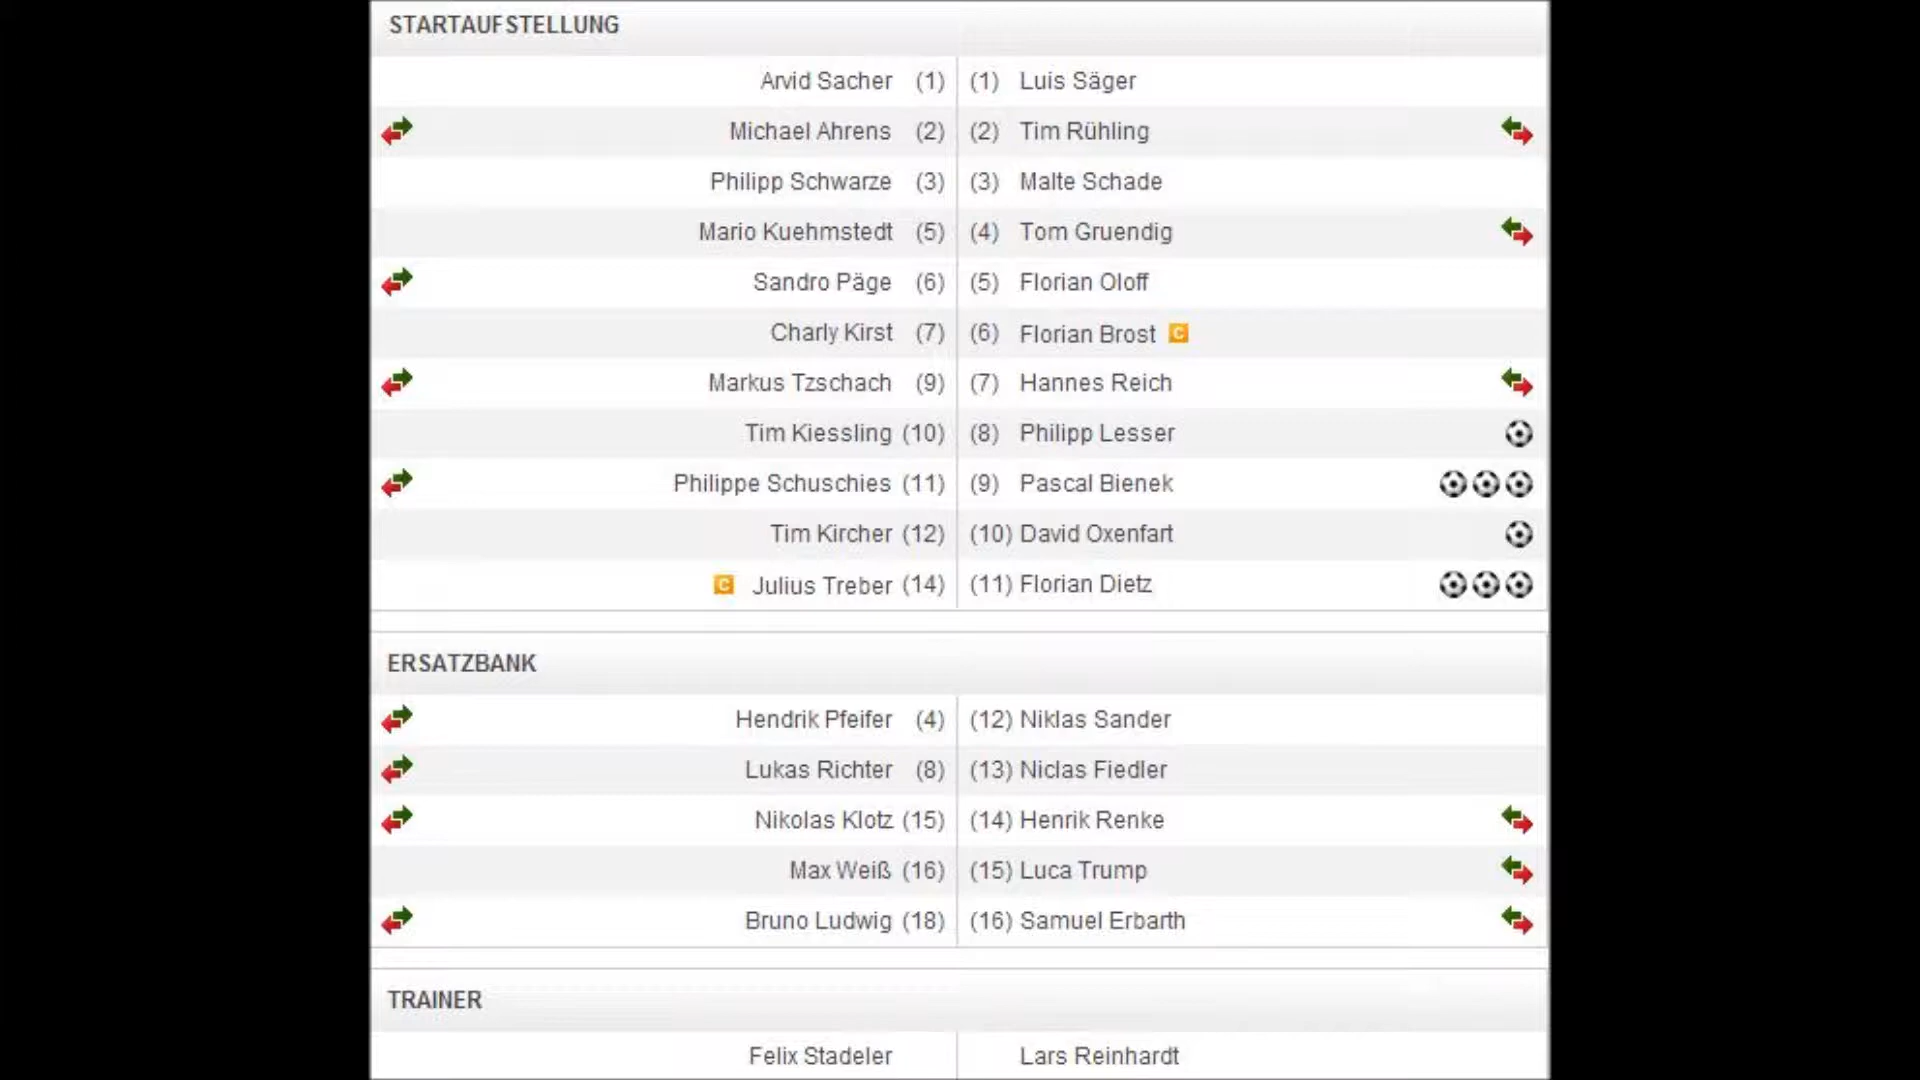 STARTAUFSTELLUNG
Arvid Sacher (1) (1) Luis Säger
Michael Ahrens (2) (2) Tim Rühling
Philipp Schwarze (3) (3) Malte Schade
Mario Kuehmstedt (5) (4) Tom Gruendig
Sandro Päge (6) (5) Florian Oloff
Charly Kirst (7) (6) Florian Brost C
Markus Tzschach (9) (7) Hannes Reich
Tim Kiessling (10) (8) Philipp Lesser
Philippe Schuschies (11) (9) Pascal Bienek
Tim Kircher (12) (10) David Oxenfart
C Julius Treber (14) (11) Florian Dietz
ERSATZBANK
Hendrik Pfeifer (4) (12) Niklas Sander
Lukas Richter (8) (13) Niclas Fiedler
Nikolas Klotz (15) (14) Henrik Renke
Max Weiß (16) (15) Luca Trump
Bruno Ludwig (18) (16) Samuel Erbarth
TRAINER
Felix Stadeler Lars Reinhardt